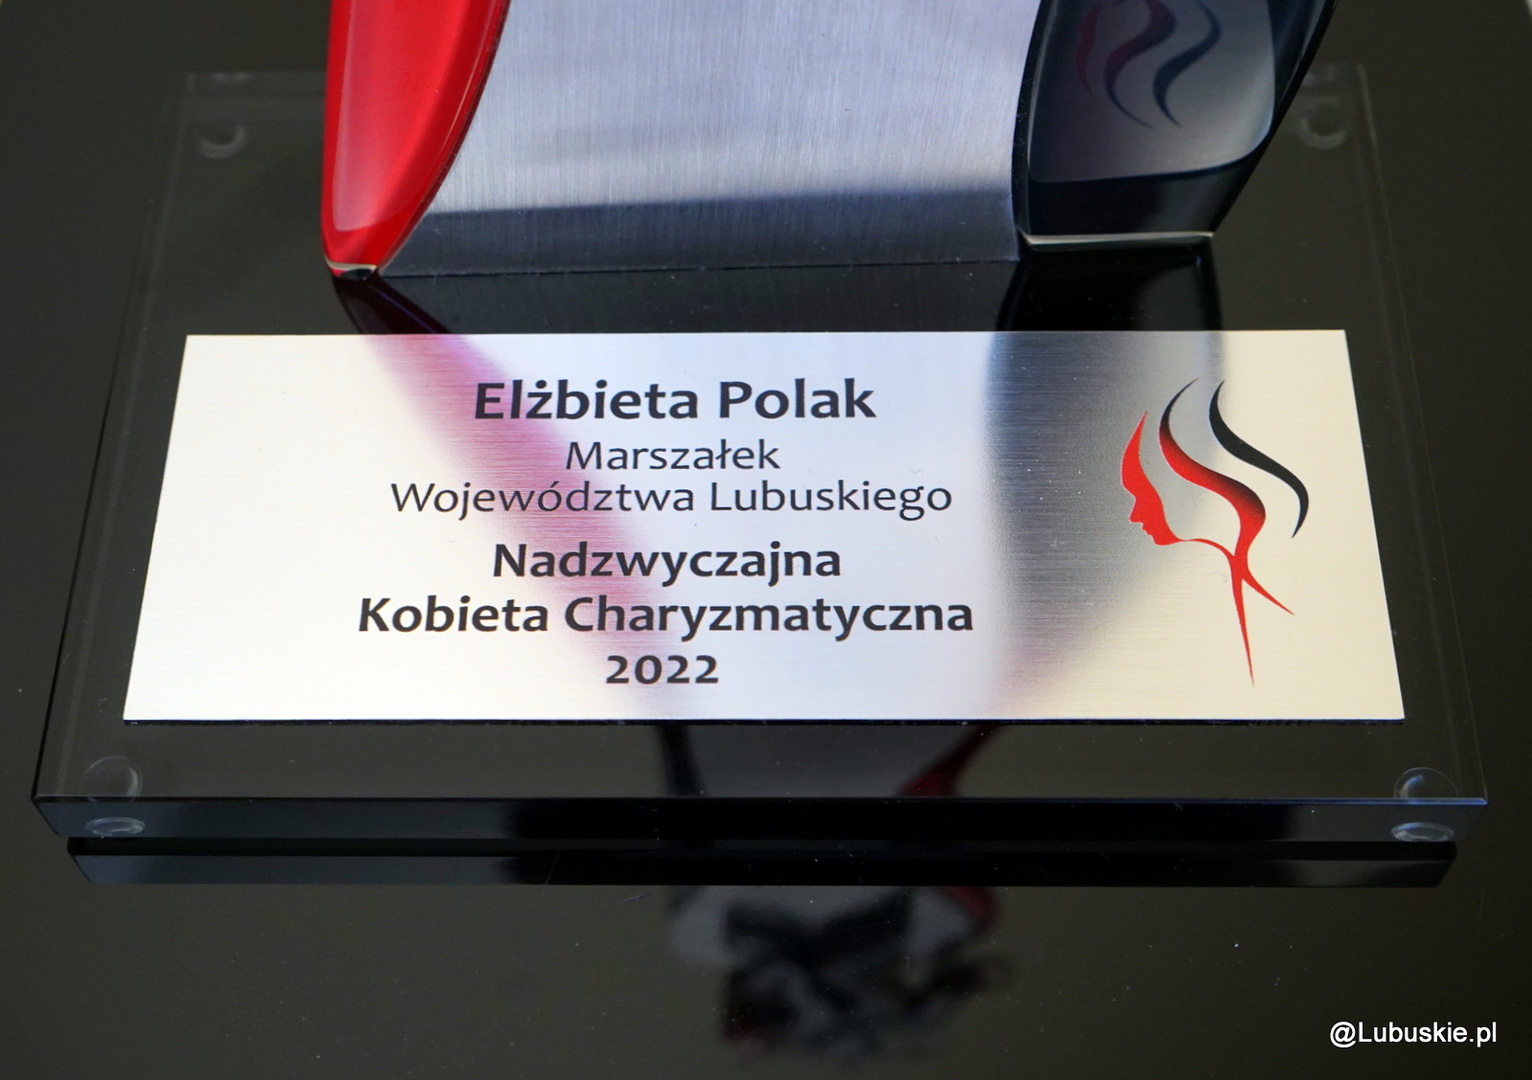 Elżbieta Polak
Marszałek
Województwa Lubuskiego
Nadzwyczajna
Kobieta Charyzmatyczna
2022
@Lubuskie.pl